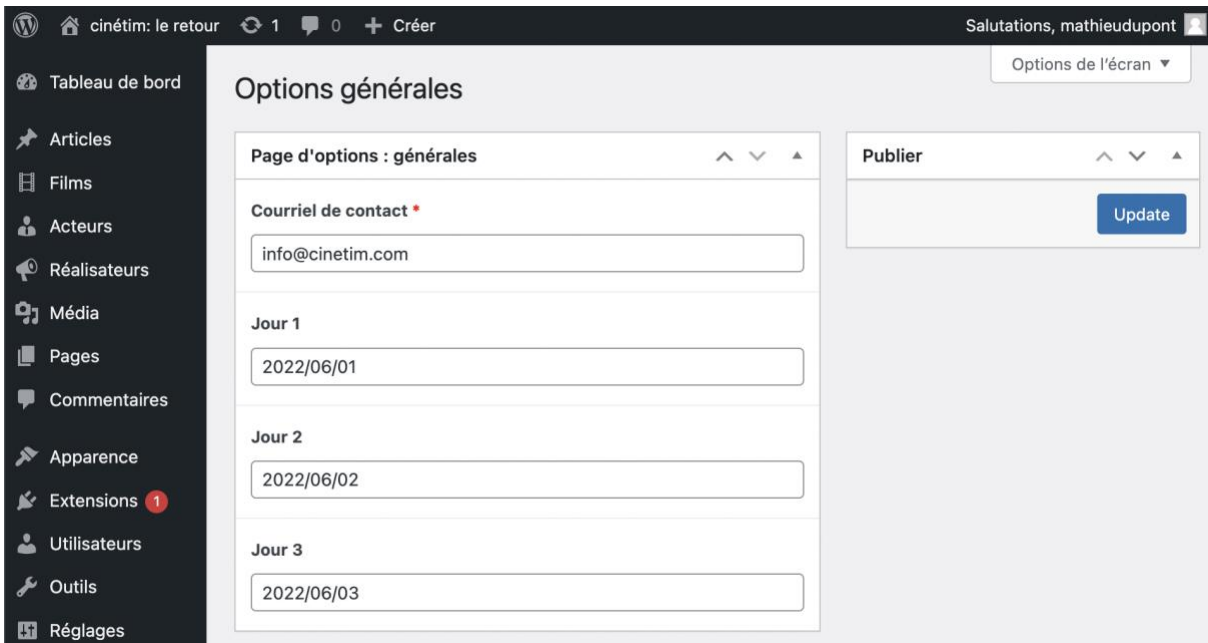 cinétim: le retour 1 0 + Créer Salutations, mathieudupont
Options de l'écran ▼
Tableau de bord
Articles
Films
Acteurs
Réalisateurs
Média
Pages
Commentaires
Apparence
Extensions 1
Utilisateurs
Outils
Réglages
Options générales
Page d'options : générales
Courriel de contact *
info@cinetim.com
Jour 1
2022/06/01
Jour 2
2022/06/02
Jour 3
2022/06/03
Publier
Update